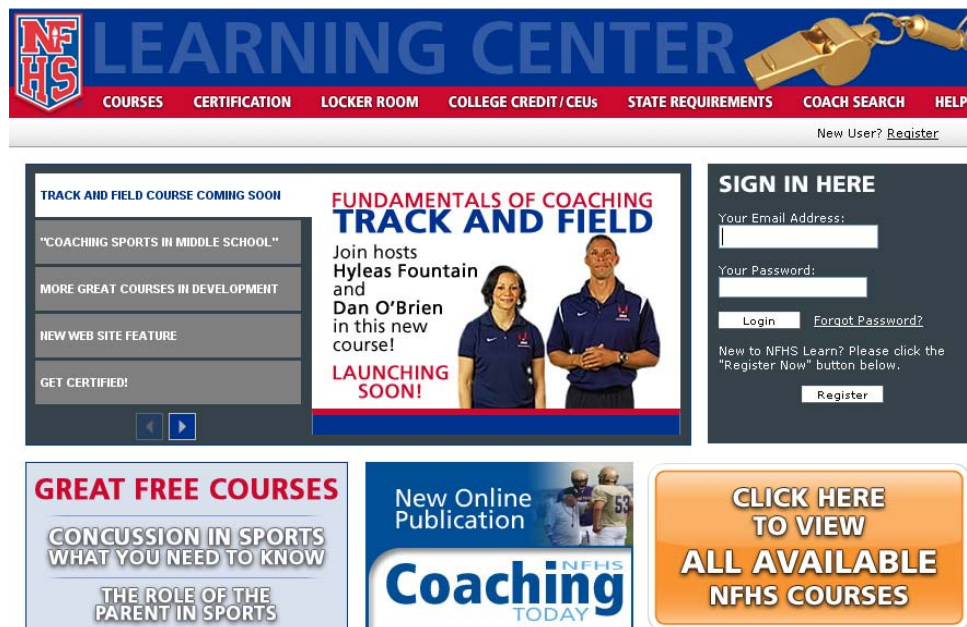 NF
HS
LEARNING CENTER
COURSES CERTIFICATION LOCKER ROOM COLLEGE CREDIT / CEUs STATE REQUIREMENTS COACH SEARCH HELP
New User? Register
TRACK AND FIELD COURSE COMING SOON
"COACHING SPORTS IN MIDDLE SCHOOL"
MORE GREAT COURSES IN DEVELOPMENT
NEW WEB SITE FEATURE
GET CERTIFIED!
FUNDAMENTALS OF COACHING
TRACK AND FIELD
Join hosts
Hyleas Fountain
and
Dan O'Brien
in this new
course!
LAUNCHING
SOON!
SIGN IN HERE
Your Email Address:
Your Password:
Login Forgot Password?
New to NFHS Learn? Please click the
"Register Now" button below.
Register
GREAT FREE COURSES
CONCUSSION IN SPORTS
WHAT YOU NEED TO KNOW
THE ROLE OF THE
PARENT IN SPORTS
New Online
Publication
53
NFHS
Coaching
TODAY
CLICK HERE
TO VIEW
ALL AVAILABLE
NFHS COURSES